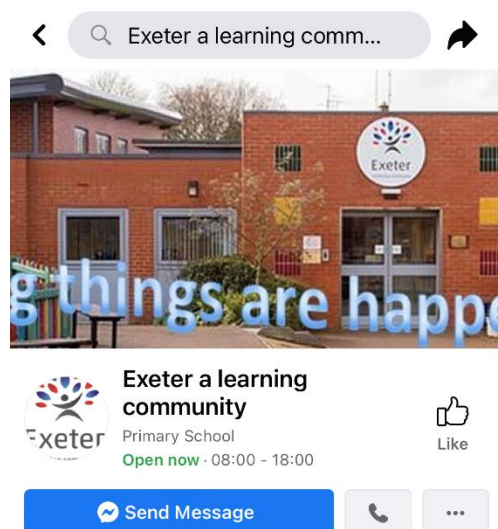 Exeter a learning comm...
Exeter
g things are happe
Exeter a learning
community
Exeter
Primary School
Like
Open now · 08:00 - 18:00
Send Message